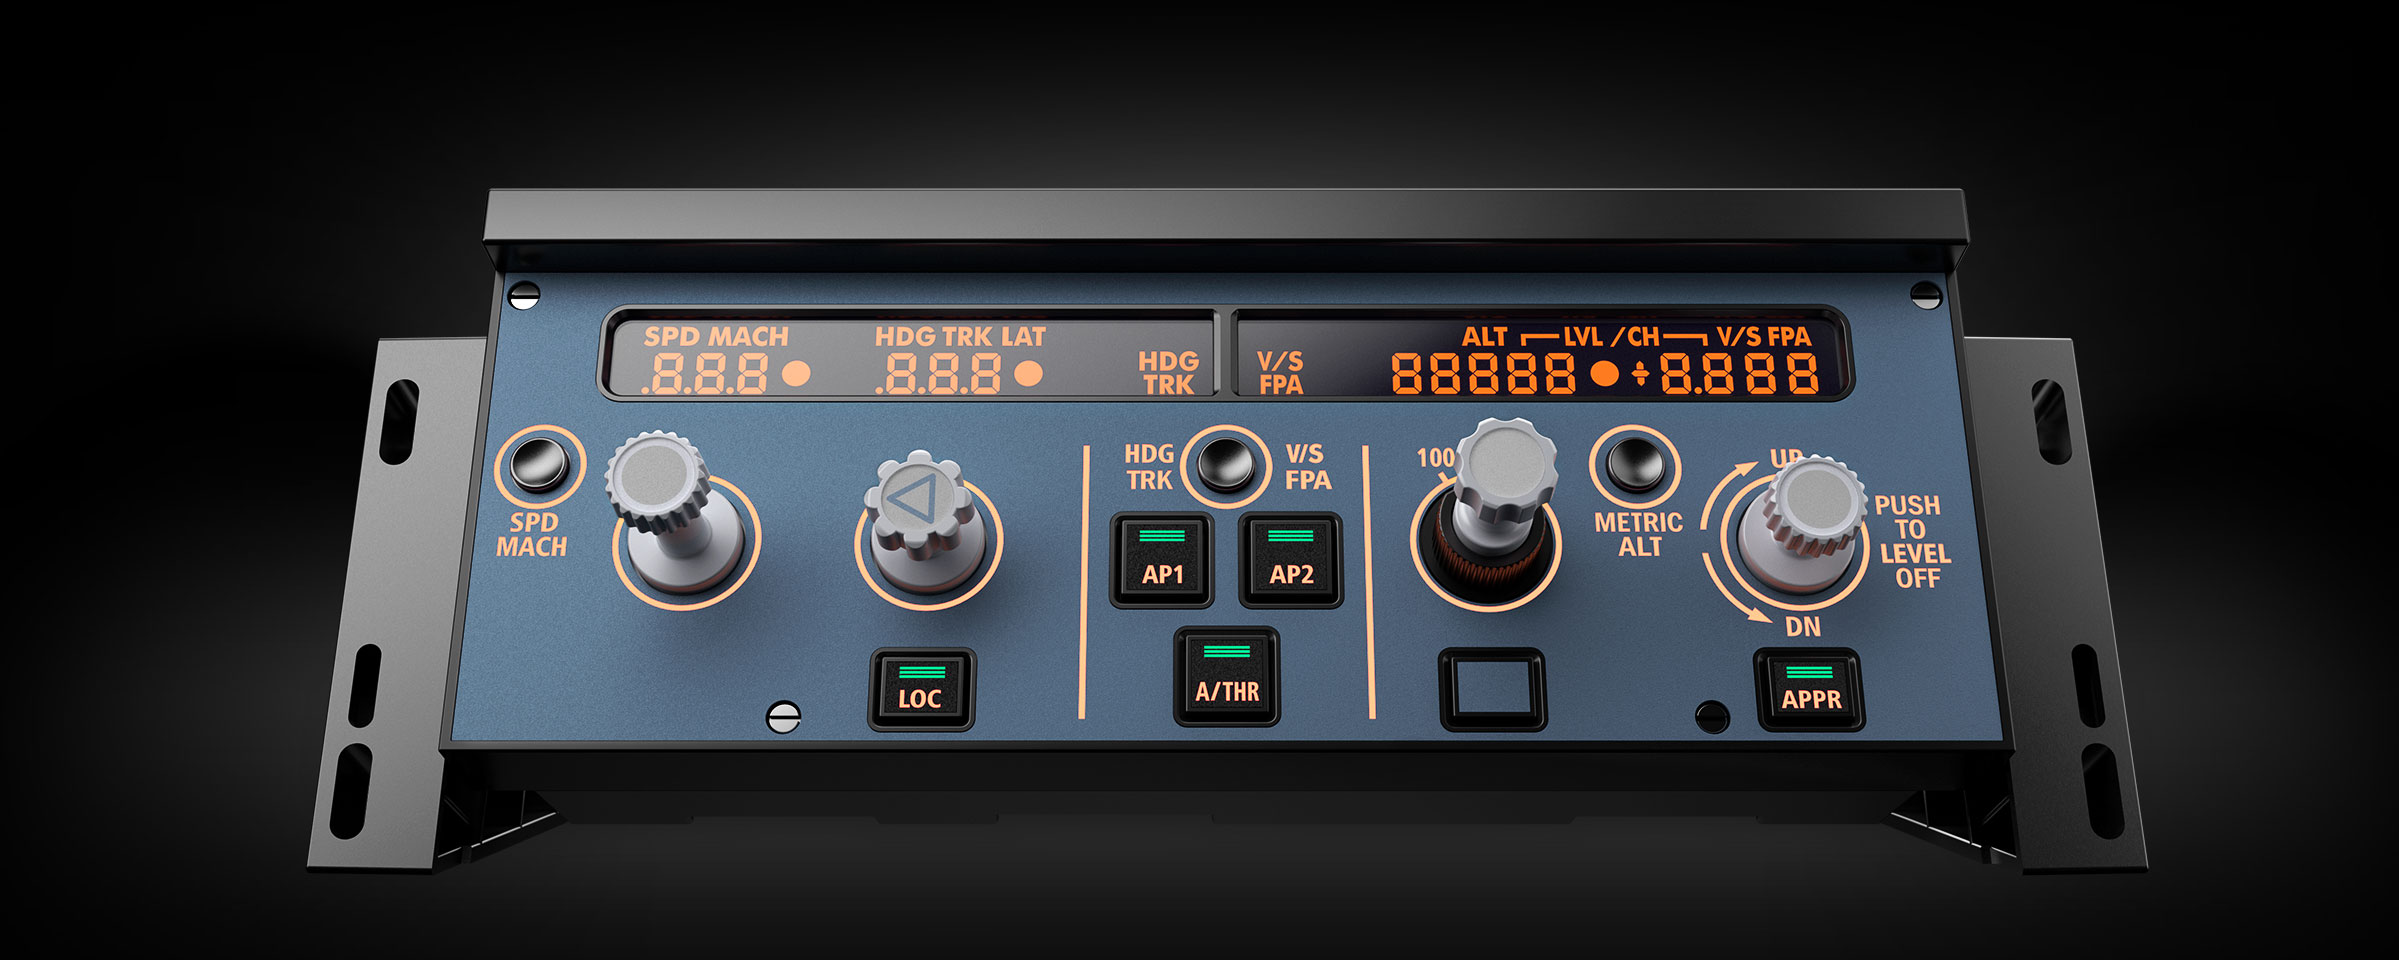 SPD MACH
.8.8.8
HDG TRK LAT
.8.8.8
HDG
TRK
V/S
FPA
ALT LVL /CH V/S FPA
88888 8.888
SPD
MACH
HDG
TRK
V/S
FPA
100
METRIC
ALT
UP
PUSH
TO
LEVEL
OFF
DN
AP1
AP2
A/THR
LOC
APPR